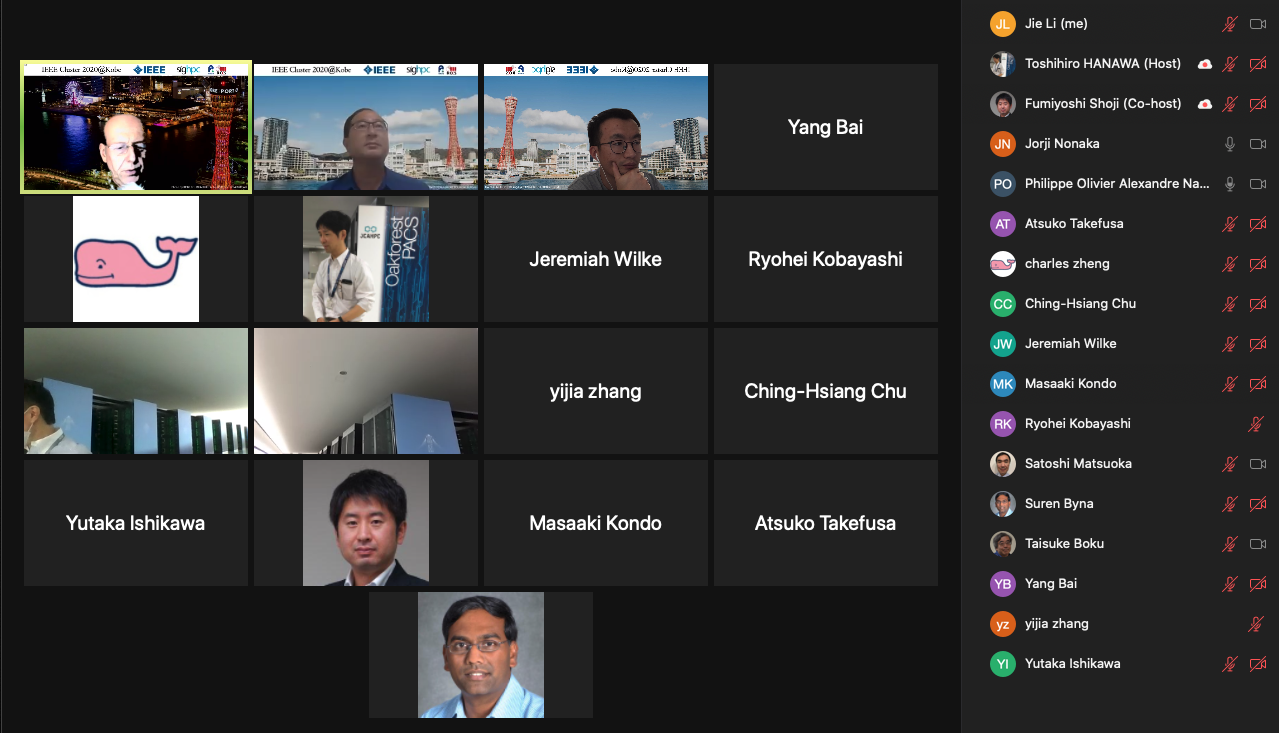 IEEE Cluster 2020@Kobe IEEE sighpc
IEEE Cluster 2020@Kobe IEEE sighpc
IEEE Cluster 2020@Kobe IEEE sighpc
Yang Bai
JCAHPC
Oakforest
PACS
Jeremiah Wilke
Ryohei Kobayashi
yijia zhang
Ching-Hsiang Chu
Yutaka Ishikawa
Masaaki Kondo
Atsuko Takefusa
JL Jie Li (me)
Toshihiro HANAWA (Host)
Fumiyoshi Shoji (Co-host)
JN Jorji Nonaka
PO Philippe Olivier Alexandre Na...
AT Atsuko Takefusa
charles zheng
CC Ching-Hsiang Chu
JW Jeremiah Wilke
MK Masaaki Kondo
RK Ryohei Kobayashi
Satoshi Matsuoka
Suren Byna
Taisuke Boku
YB Yang Bai
yz yijia zhang
YI Yutaka Ishikawa